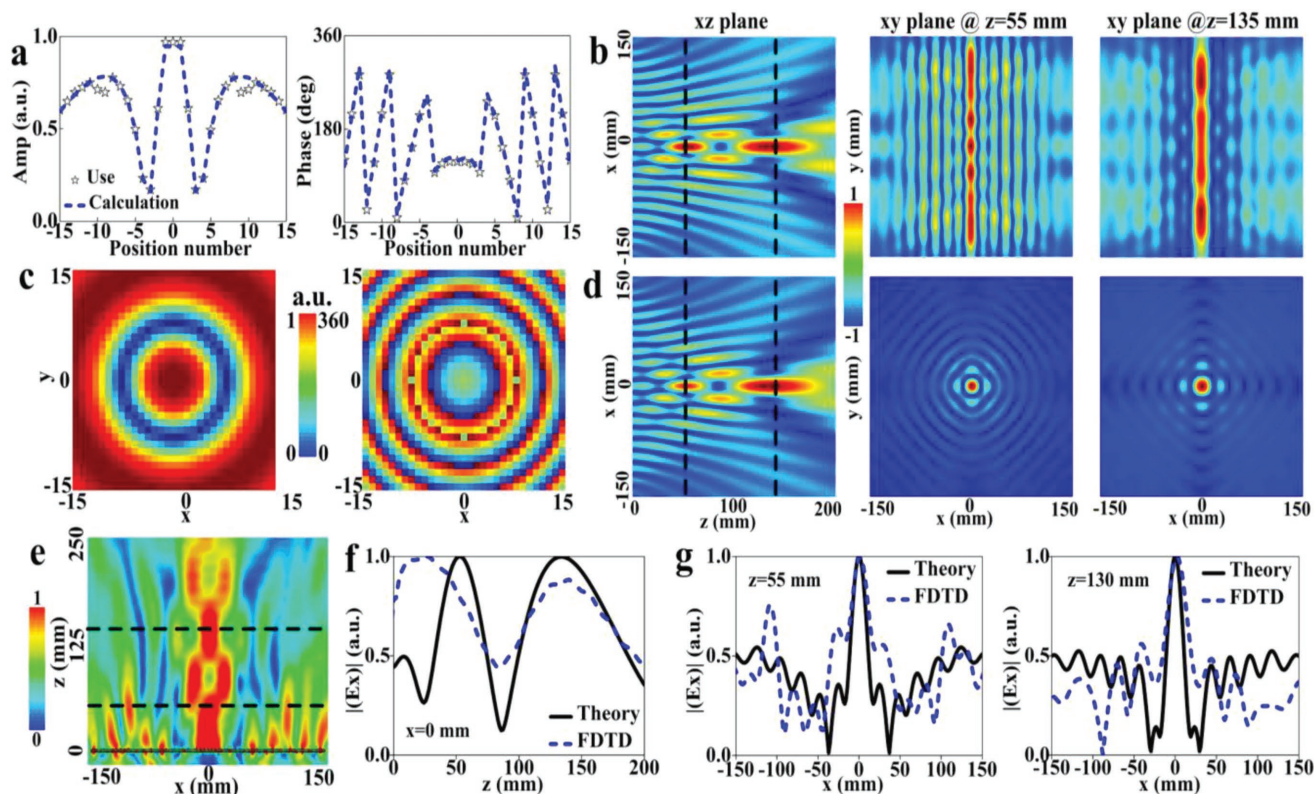 a
Amp (a.u.)
1.0
0.5
0.0
☆ Use
Calculation
-15 -10 -5 0 5 10 15
Position number
Phase (deg)
360
180
0
-15 -10 -5 0 5 10 15
Position number
b
xz plane
xy plane @ z=55 mm
xy plane @z=135 mm
x (mm)
150
0
-150
y (mm)
1
-1
c
15
y
0
-15
-15 0 15
x
a.u.
1 360
0 0
-15 0 15
x
d
x (mm)
150
0
-150
0 100 200
z (mm)
y (mm)
-150 0 150
x (mm)
-150 0 150
x (mm)
e
1
0
z (mm)
250
125
0
-150 0 150
x (mm)
f
|(Ex)| (a.u.)
1.0
0.5
0.0
x=0 mm
Theory
FDTD
0 50 100 150 200
z (mm)
g
|(Ex)| (a.u.)
1.0
0.5
0.0
z=55 mm
Theory
FDTD
-150 -100 -50 0 50 100 150
x (mm)
|(Ex)| (a.u.)
1.0
0.5
0.0
z=130 mm
Theory
FDTD
-150 -100 -50 0 50 100 150
x (mm)